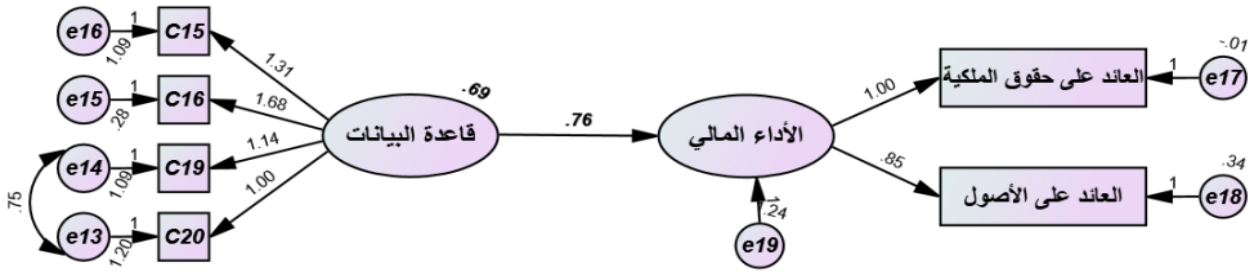 e16 1 C15
1.09
e15 1 C16
.28
e14 1 C19
1.09
e13 1 C20
1.20
.75
1.31
1.68
1.14
1.00
.69
قاعدة البيانات
.76
الأداء المالي
1
1.24
e19
1.00
.85
العائد على حقوق الملكية
1
-.01
e17
العائد على الأصول
1
.34
e18